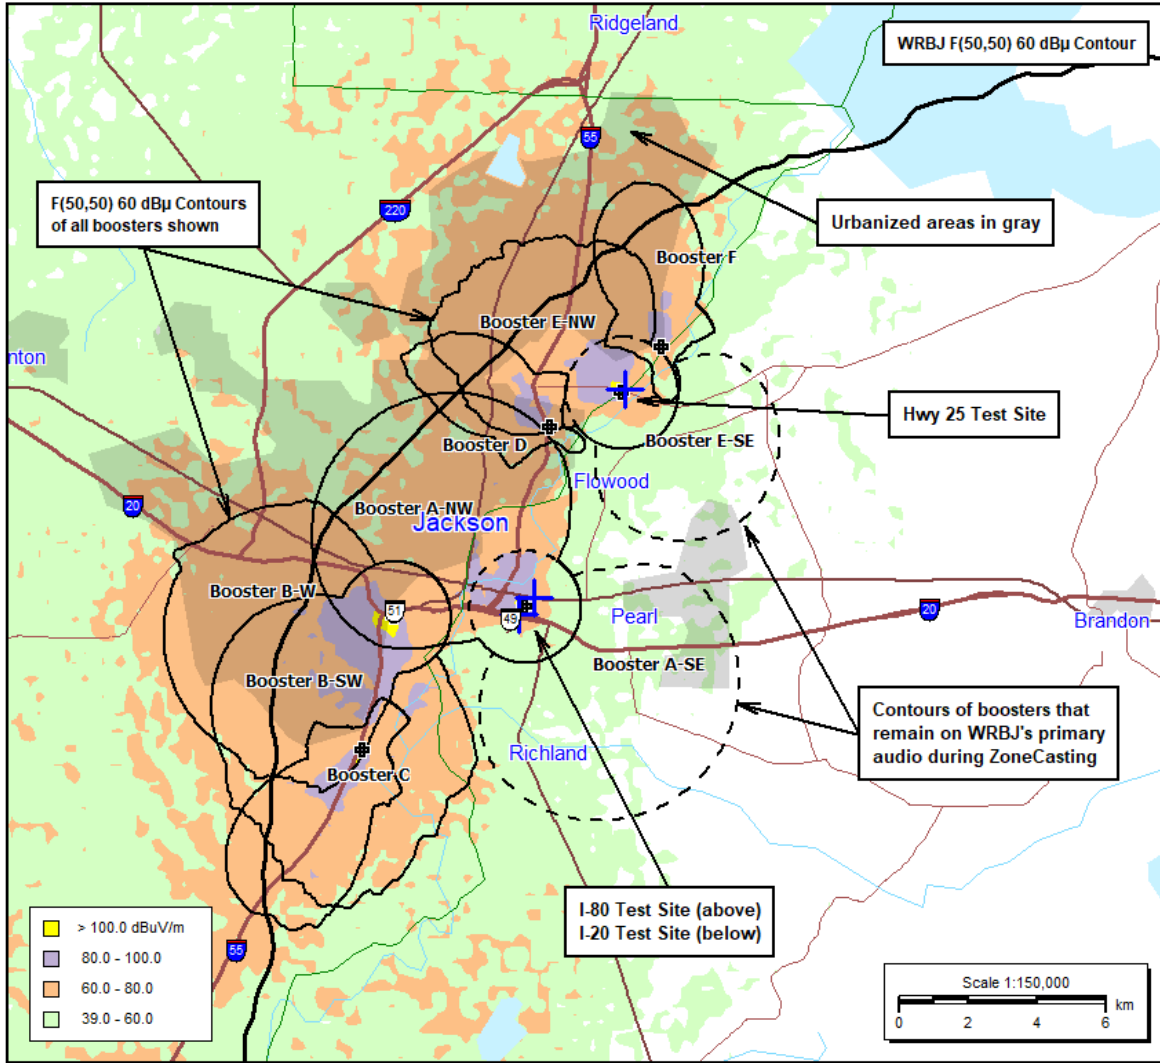 Ridgeland
WRBJ F(50,50) 60 dBµ Contour
55
F(50,50) 60 dBµ Contours
of all boosters shown
220
Urbanized areas in gray
Booster F
Booster E-NW
nton
Hwy 25 Test Site
Booster D
Booster E-SE
Flowood
20
Booster A-NW
Jackson
Booster B-W
51
49
Pearl
20
Brandon
Booster A-SE
Booster B-SW
Contours of boosters that
remain on WRBJ's primary
audio during ZoneCasting
Richland
Booster C
I-80 Test Site (above)
I-20 Test Site (below)
> 100.0 dBuV/m
80.0 - 100.0
60.0 - 80.0
39.0 - 60.0
55
Scale 1:150,000
km
0 2 4 6